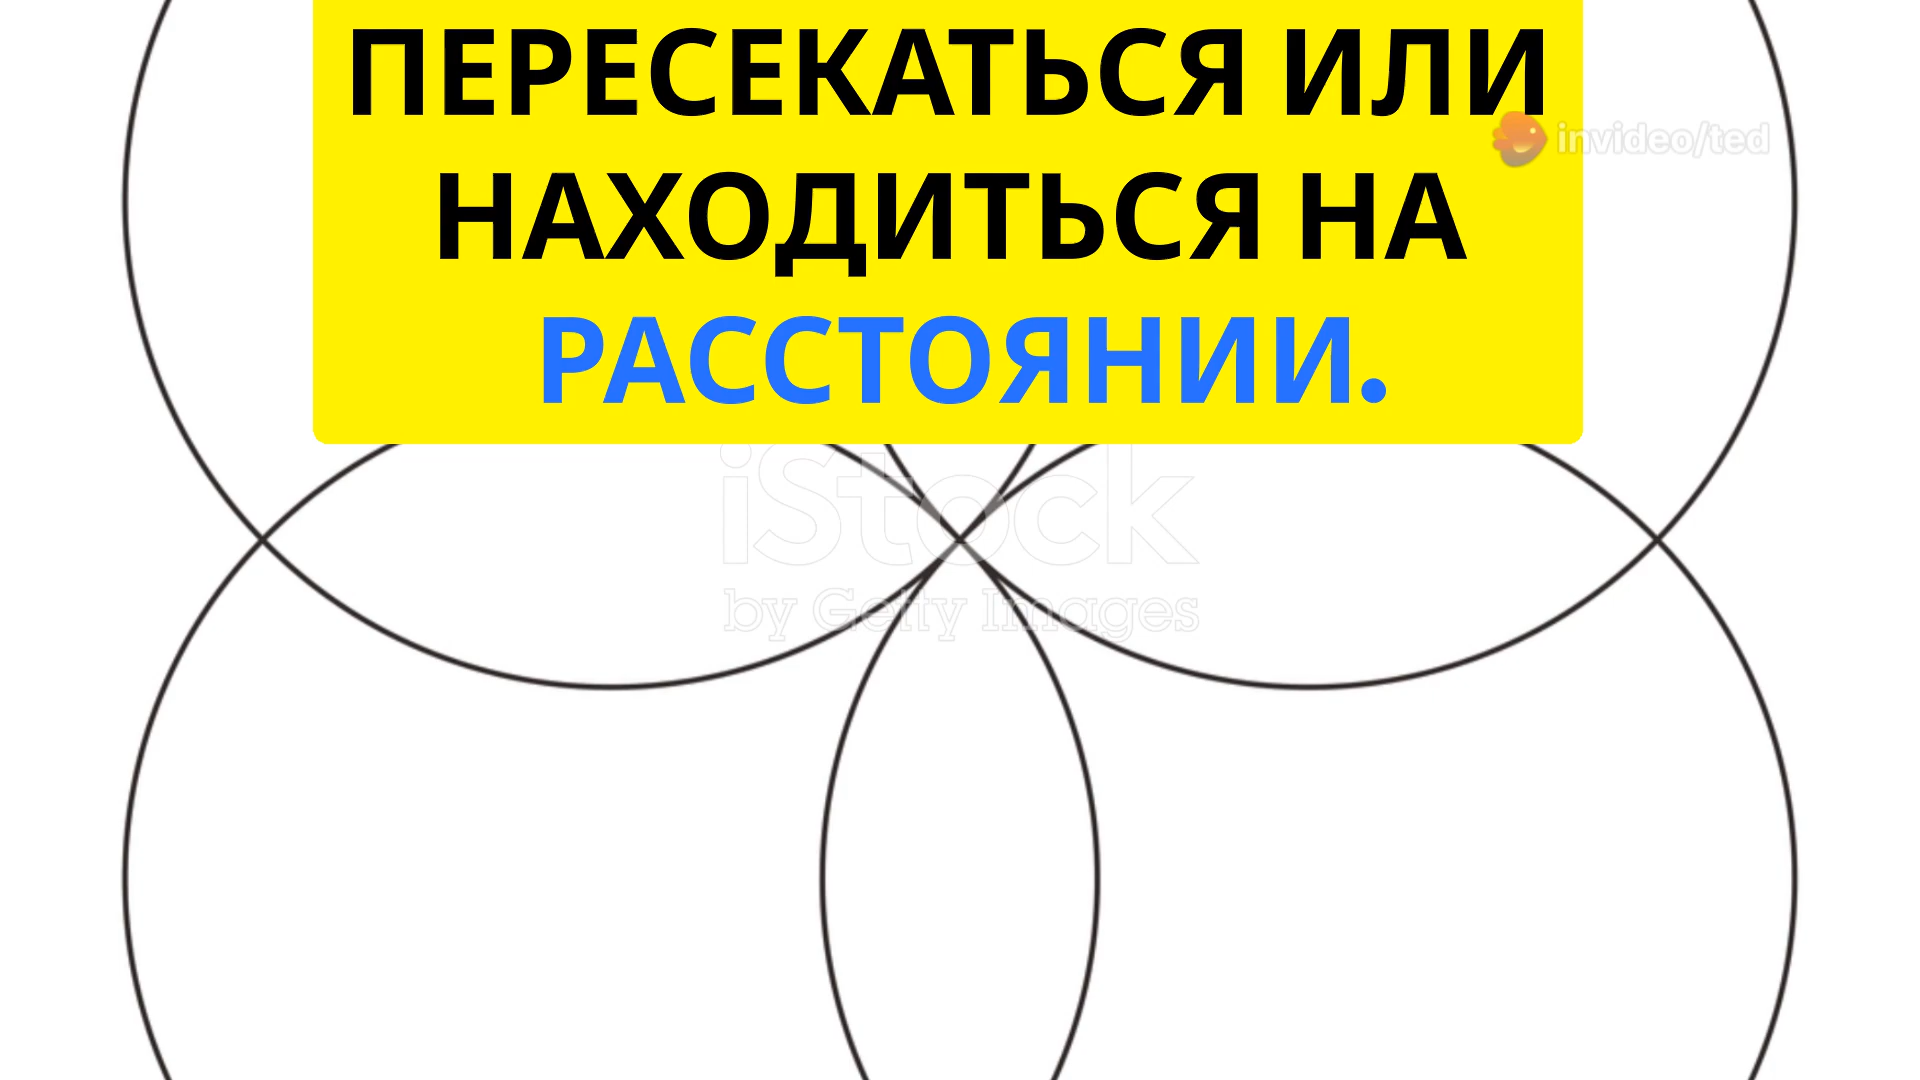 ПЕРЕСЕКАТЬСЯ ИЛИ
НАХОДИТЬСЯ НА
РАССТОЯНИИ.
invideo/ted
iStock
by Getty Images